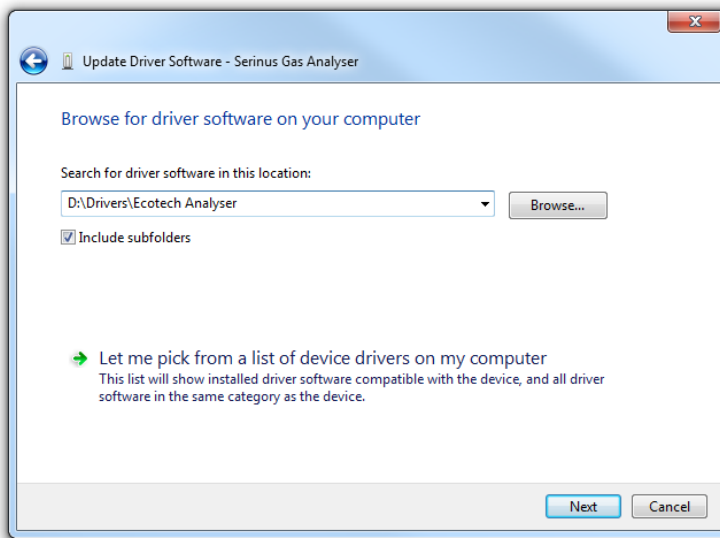 Update Driver Software - Serinus Gas Analyser
Browse for driver software on your computer
Search for driver software in this location:
D:\Drivers\Ecotech Analyser
Browse...
Include subfolders
Let me pick from a list of device drivers on my computer
This list will show installed driver software compatible with the device, and all driver
software in the same category as the device.
Next
Cancel